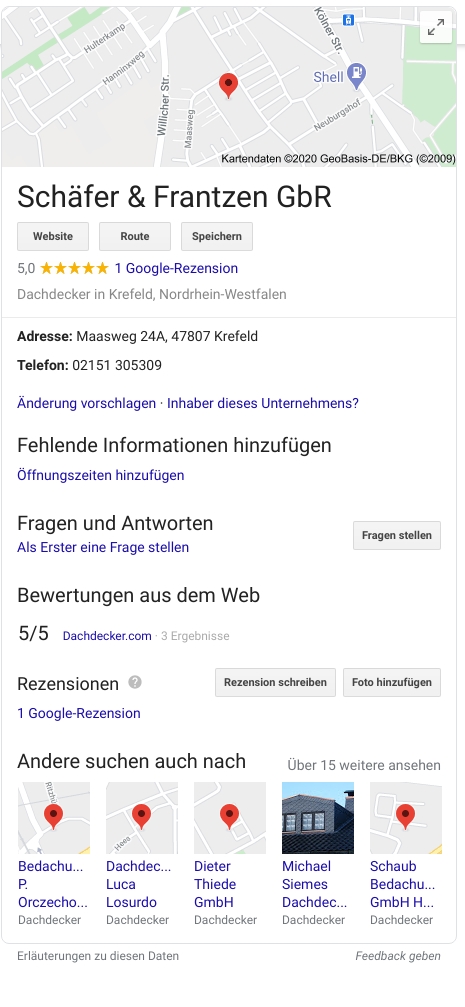 Hulterkamp
Hanninxweg
Kölner Str.
Willicher Str.
Maasweg
Shell
Neuburgshof
Kartendaten ©2020 GeoBasis-DE/BKG (©2009)
Schäfer & Frantzen GbR
Website Route Speichern
5,0 1 Google-Rezension
Dachdecker in Krefeld, Nordrhein-Westfalen
Adresse: Maasweg 24A, 47807 Krefeld
Telefon: 02151 305309
Änderung vorschlagen · Inhaber dieses Unternehmens?
Fehlende Informationen hinzufügen
Öffnungszeiten hinzufügen
Fragen und Antworten
Als Erster eine Frage stellen
Fragen stellen
Bewertungen aus dem Web
5/5 Dachdecker.com · 3 Ergebnisse
Rezensionen ? Rezension schreiben Foto hinzufügen
1 Google-Rezension
Andere suchen auch nach Über 15 weitere ansehen
Hees
Bedachu... Dachdec... Dieter Michael Schaub
P. Luca Thiede Siemes Bedachu...
Orzecho... Losurdo GmbH Dachdec... GmbH H...
Dachdecker Dachdecker Dachdecker Dachdecker Dachdecker
Erläuterungen zu diesen Daten Feedback geben